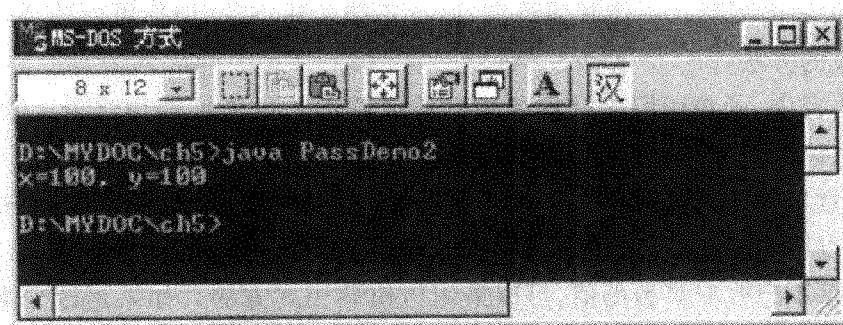 MS-DOS 方式
8 x 12
A
汉
D:\MYDOC\ch5>java PassDemo2
x=100, y=100
D:\MYDOC\ch5>